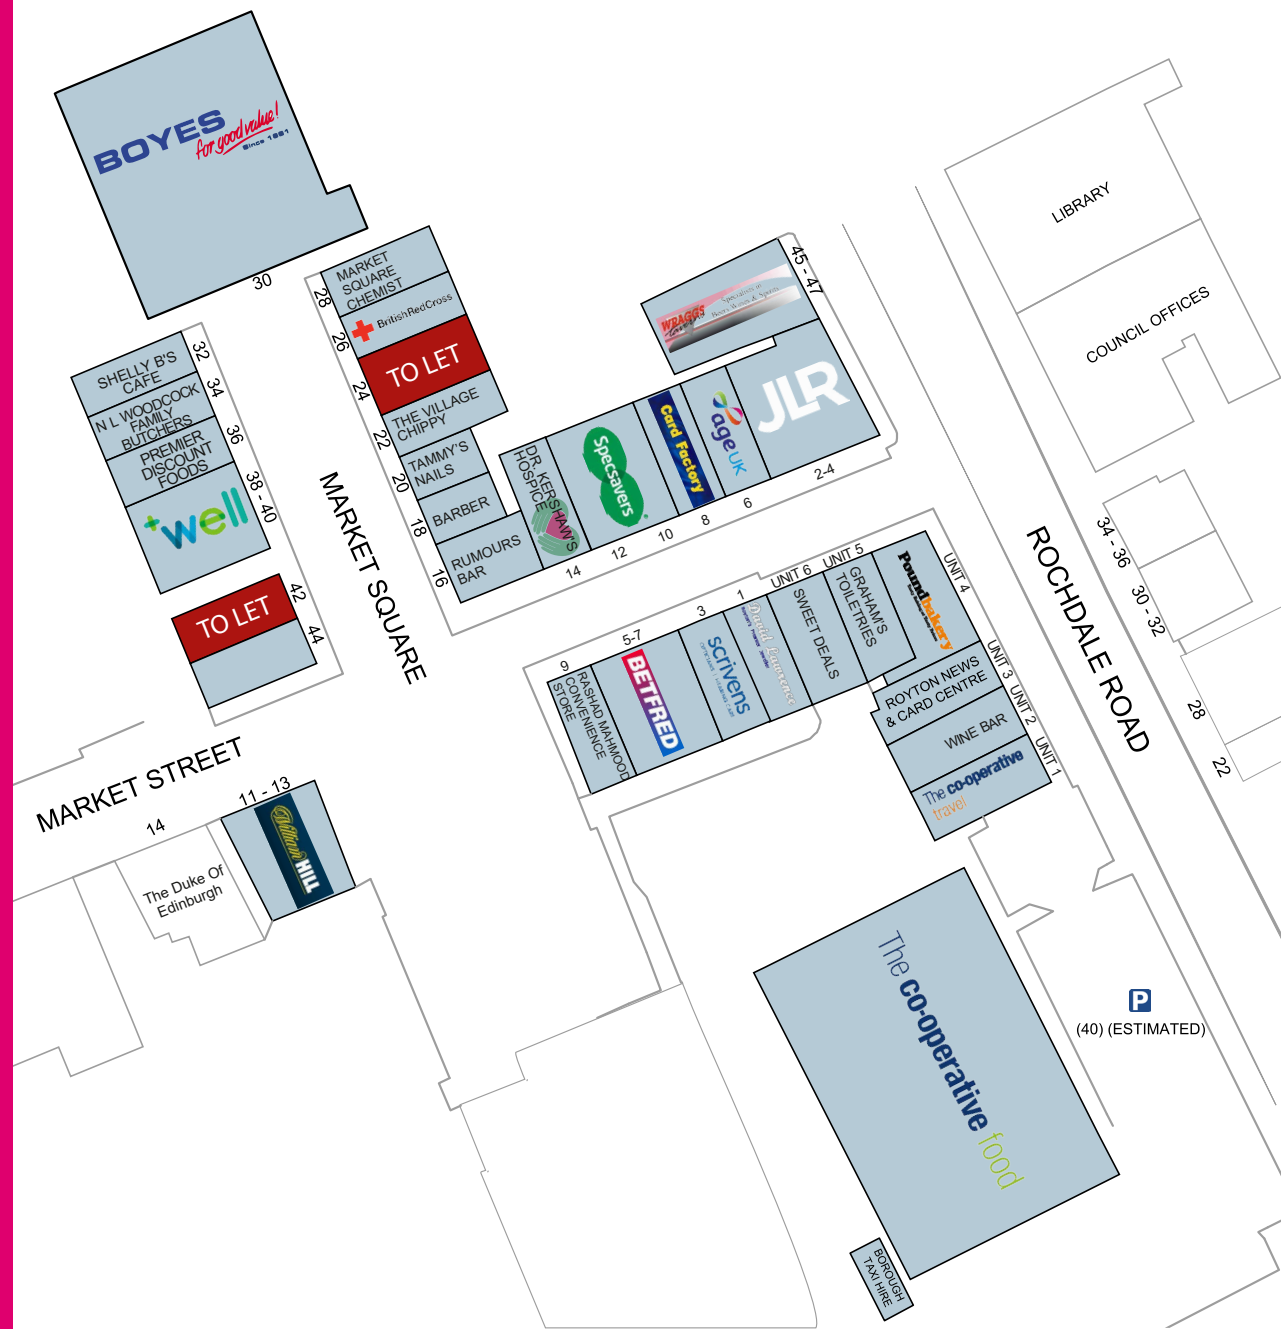 BOYES
for good value!
Since 1881
30
MARKET
SQUARE
CHEMIST
28
BritishRedCross
26
TO LET
24
THE VILLAGE
CHIPPY
22
TAMMY'S
NAILS
20
BARBER
18
RUMOURS
BAR
16
SHELLY B'S
CAFE
32
N L WOODCOCK
FAMILY
BUTCHERS
34
PREMIER
DISCOUNT
FOODS
36
+well
38 - 40
TO LET
42
44
MARKET SQUARE
DR. KERSHAW'S
HOSPICE
14
Specsavers
12
10
Card Factory
8
age UK
6
JLR
2-4
WRAGGS
Specialists in
45 - 47
LIBRARY
COUNCIL OFFICES
34 - 36
30 - 32
28
22
ROCHDALE ROAD
9
RASHAD MAHMOOD
CONVENIENCE
STORE
5-7
BETFRED
3
scrivens
1
David Lawrence
UNIT 6
SWEET DEALS
UNIT 5
GRAHAM'S
TOILETRIES
Poundbakery
UNIT 4
ROYTON NEWS
& CARD CENTRE
UNIT 3
WINE BAR
UNIT 2
The co-operative
travel
UNIT 1
MARKET STREET
14
The Duke Of
Edinburgh
11 - 13
William HILL
The co-operative food
P
(40) (ESTIMATED)
BOROUGH
TAXI HIRE